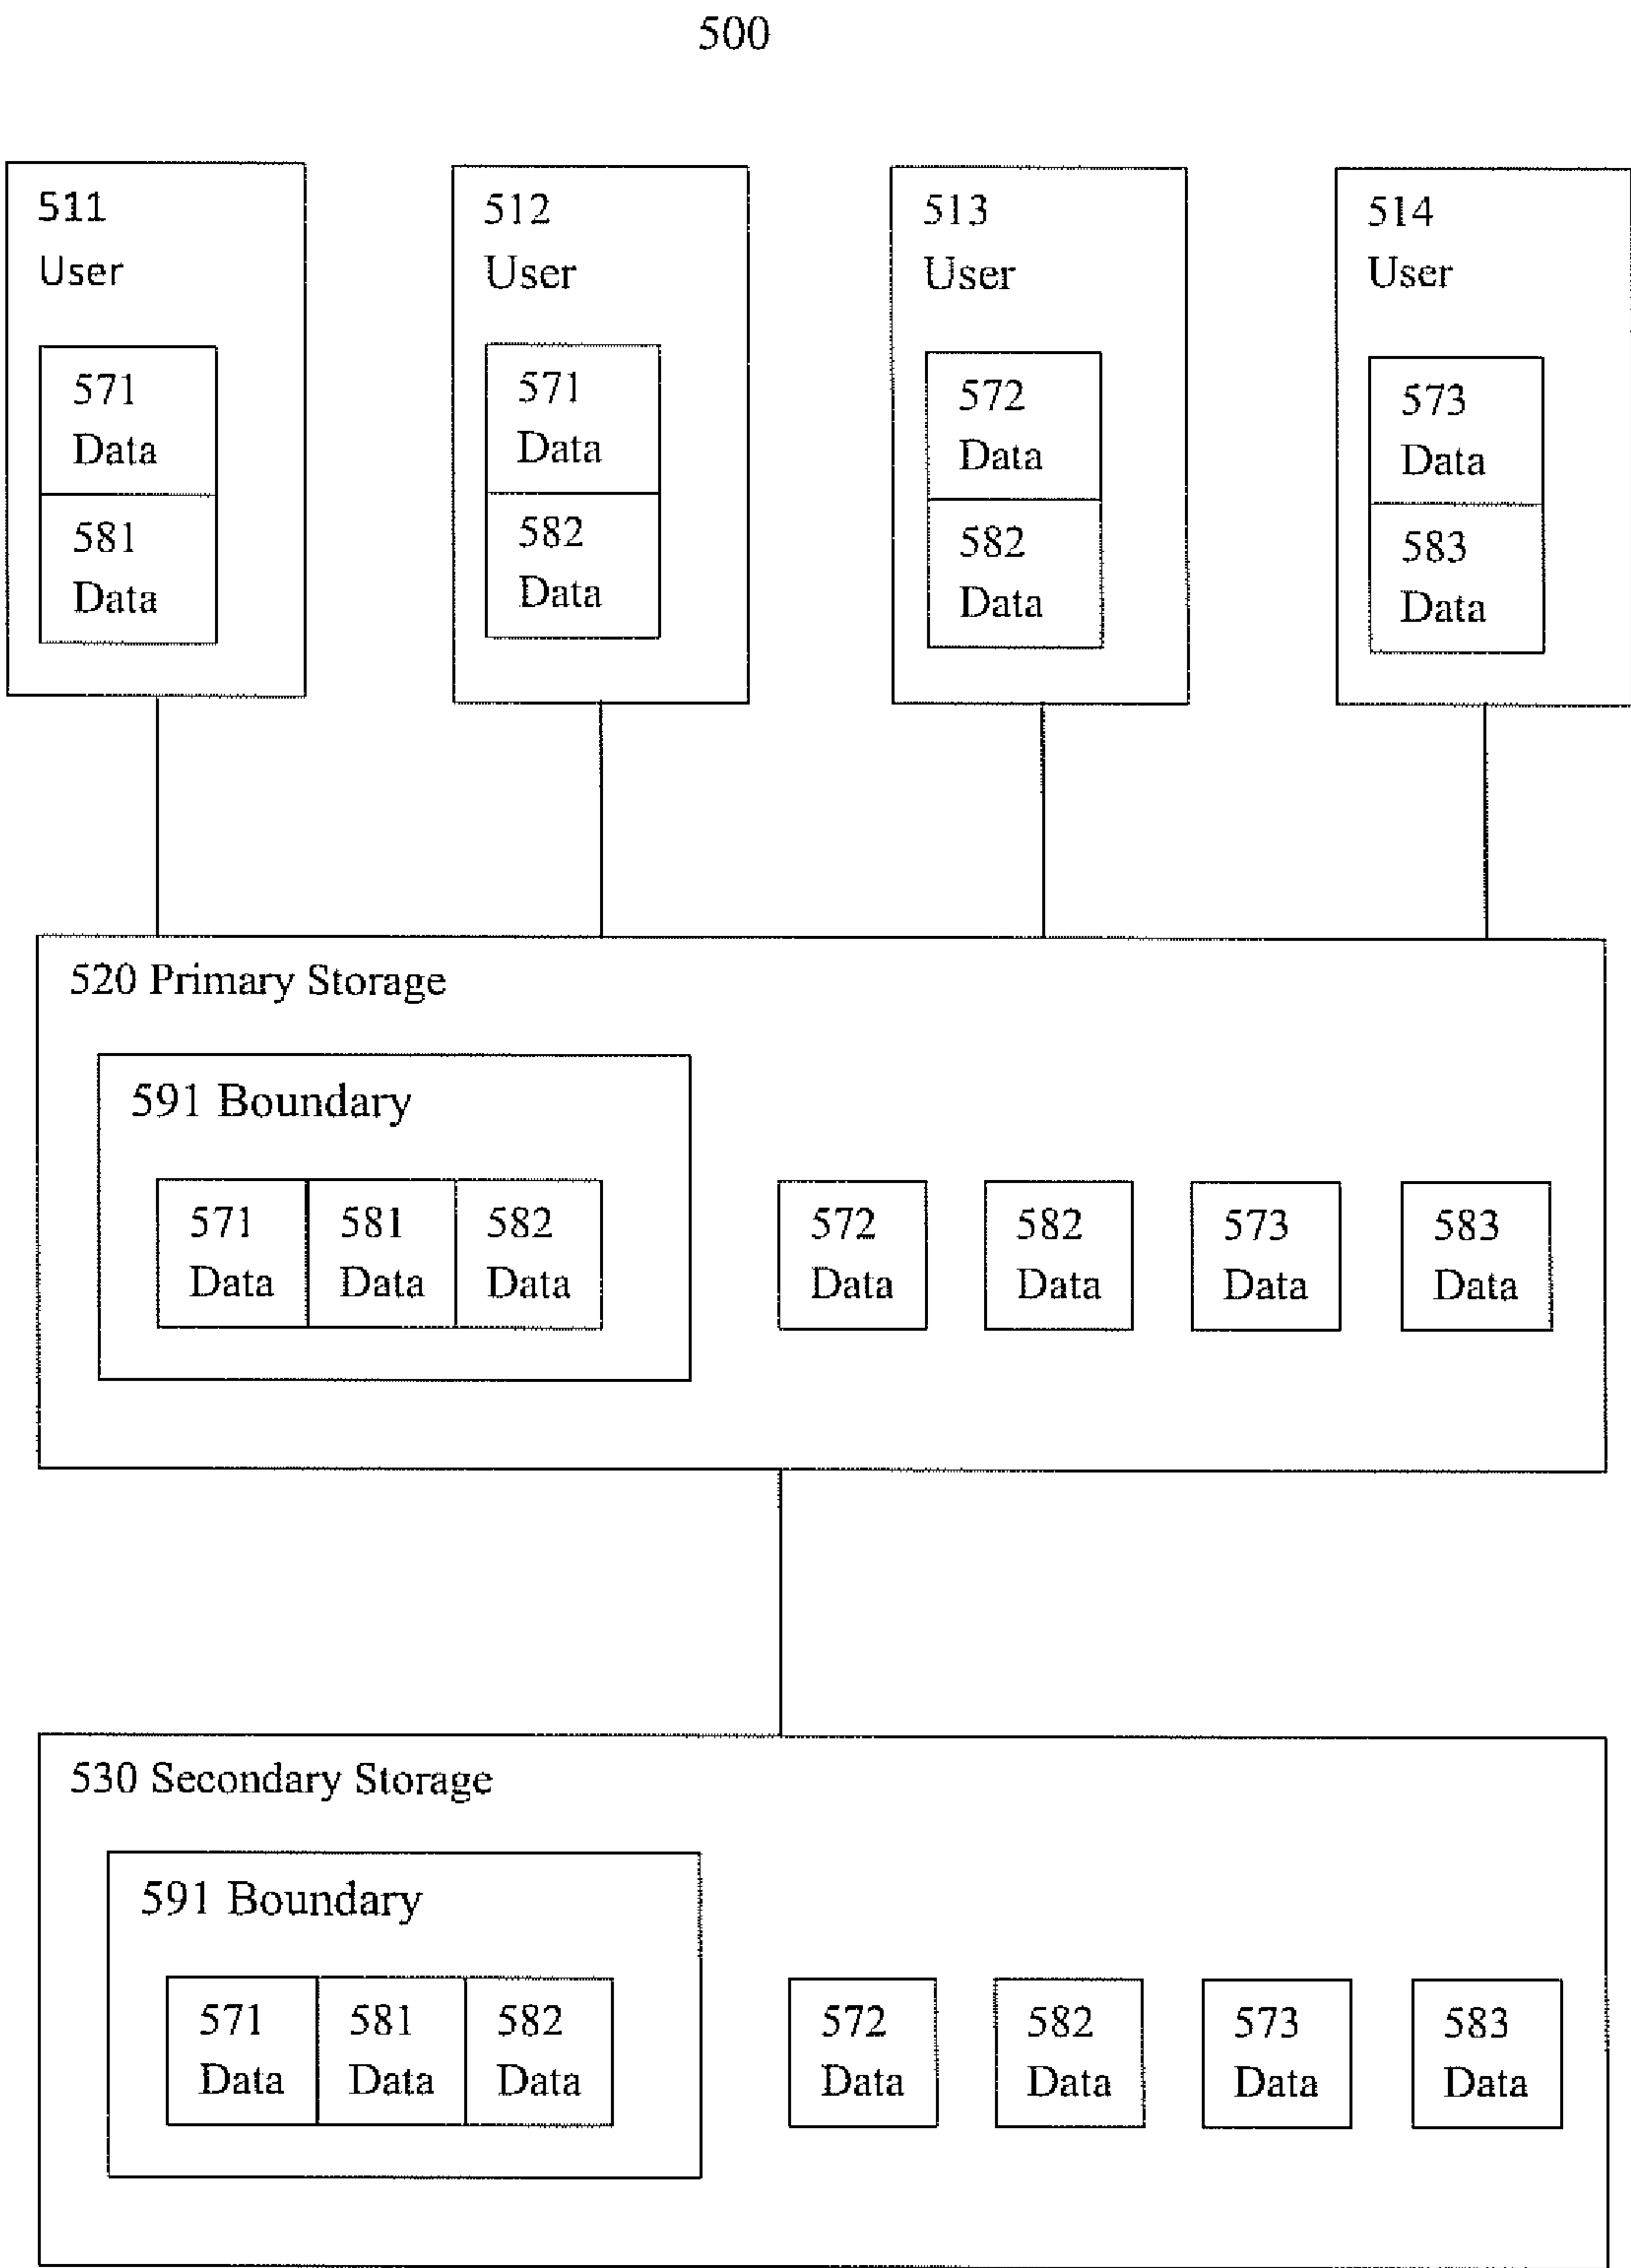 500
511
User
571
Data
581
Data
512
User
571
Data
582
Data
513
User
572
Data
582
Data
514
User
573
Data
583
Data
520 Primary Storage
591 Boundary
571
Data
581
Data
582
Data
572
Data
582
Data
573
Data
583
Data
530 Secondary Storage
591 Boundary
571
Data
581
Data
582
Data
572
Data
582
Data
573
Data
583
Data